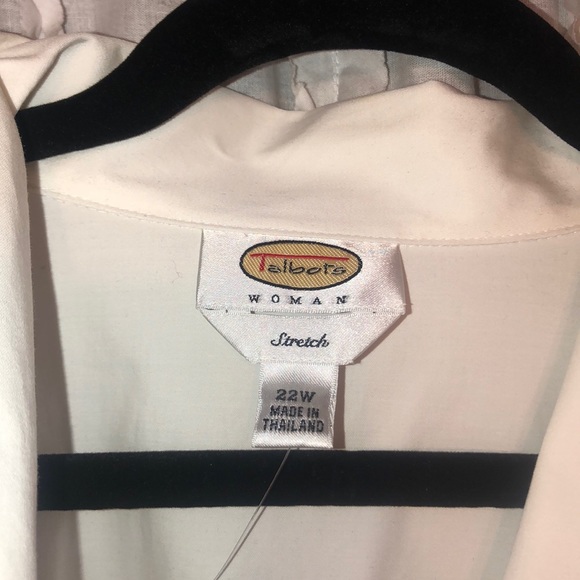 Talbots
WOMAN
Stretch
22W
MADE IN
THAILAND